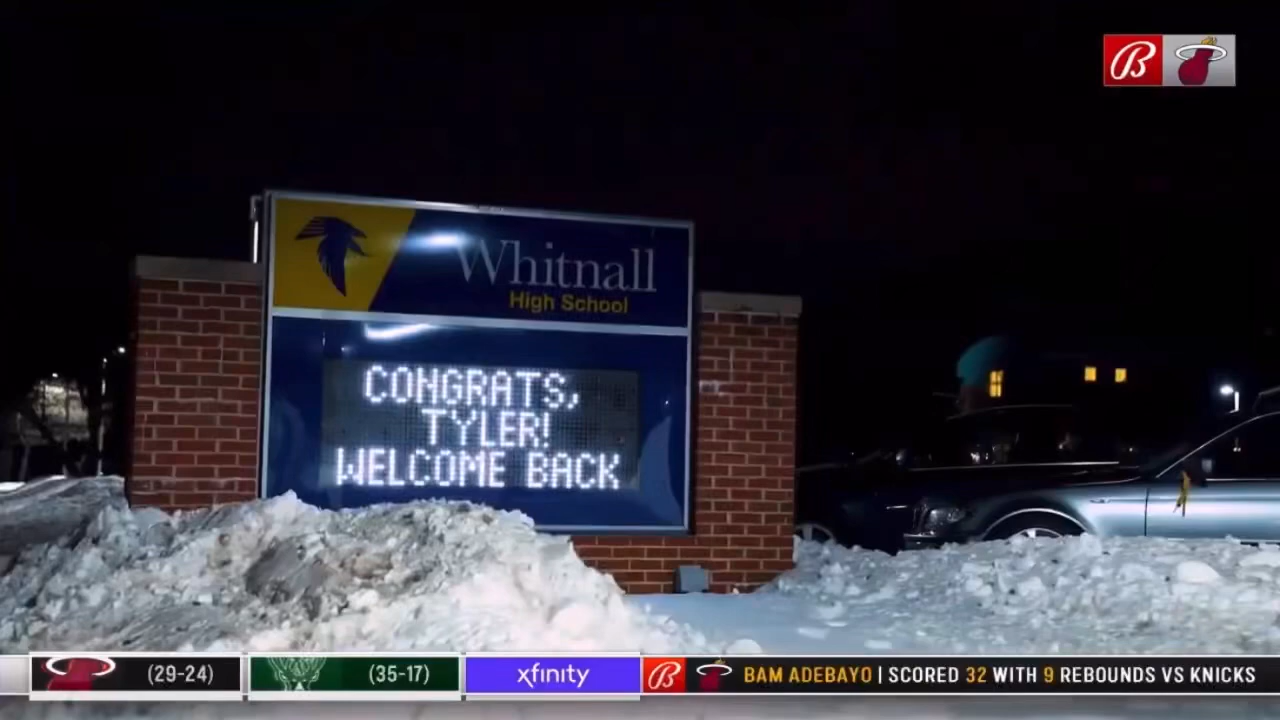 B
Whitnall
High School
CONGRATS,
TYLER!
WELCOME BACK
(29-24)
(35-17)
xfinity
B
BAM ADEBAYO | SCORED 32 WITH 9 REBOUNDS VS KNICKS